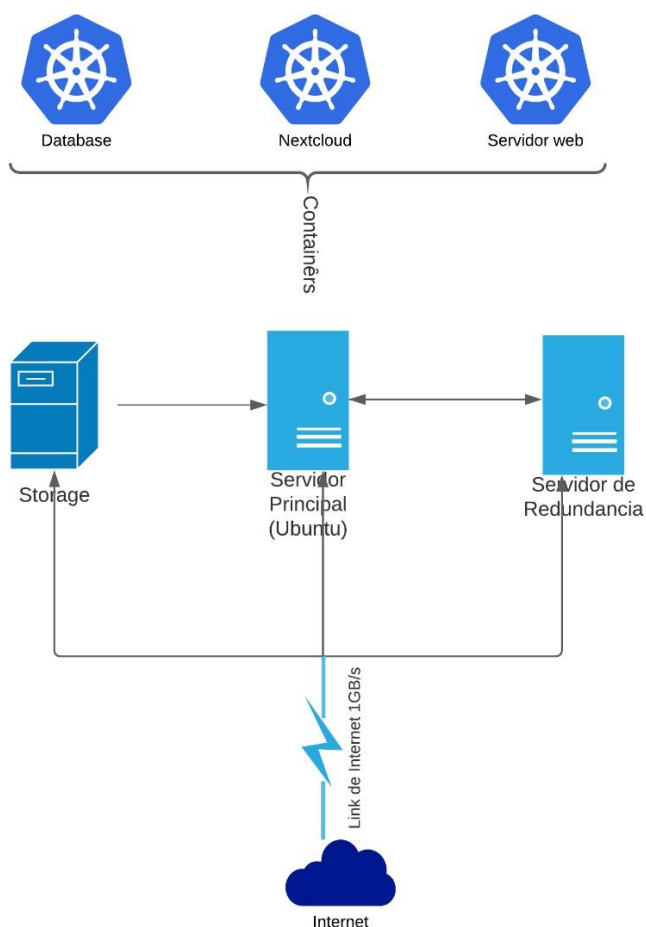 Database
Nextcloud
Servidor web
Containêrs
Storage
Servidor
Principal
(Ubuntu)
Servidor de
Redundancia
Link de Internet 1GB/s
Internet